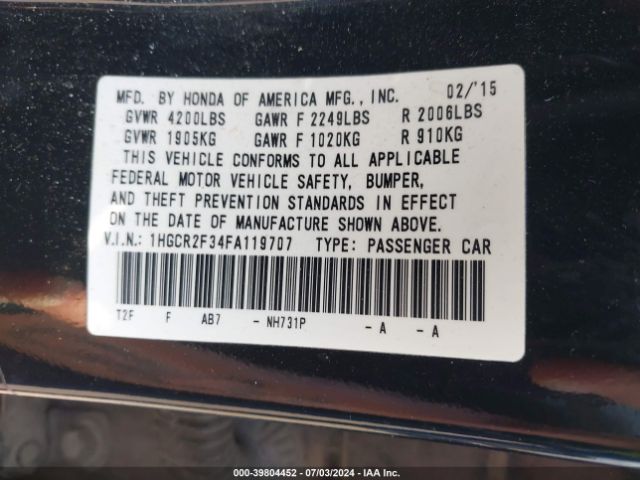 MFD. BY HONDA OF AMERICA MFG., INC. 02/'15
GVWR 4200LBS GAWR F 2249LBS R 2006LBS
GVWR 1905KG GAWR F 1020KG R 910KG
THIS VEHICLE CONFORMS TO ALL APPLICABLE
FEDERAL MOTOR VEHICLE SAFETY, BUMPER,
AND THEFT PREVENTION STANDARDS IN EFFECT
ON THE DATE OF MANUFACTURE SHOWN ABOVE.
V.I.N.: 1HGCR2F34FA119707 TYPE: PASSENGER CAR
T2F F AB7 - NH731P - A - A
000-39804452 - 07/03/2024 - IAA Inc.